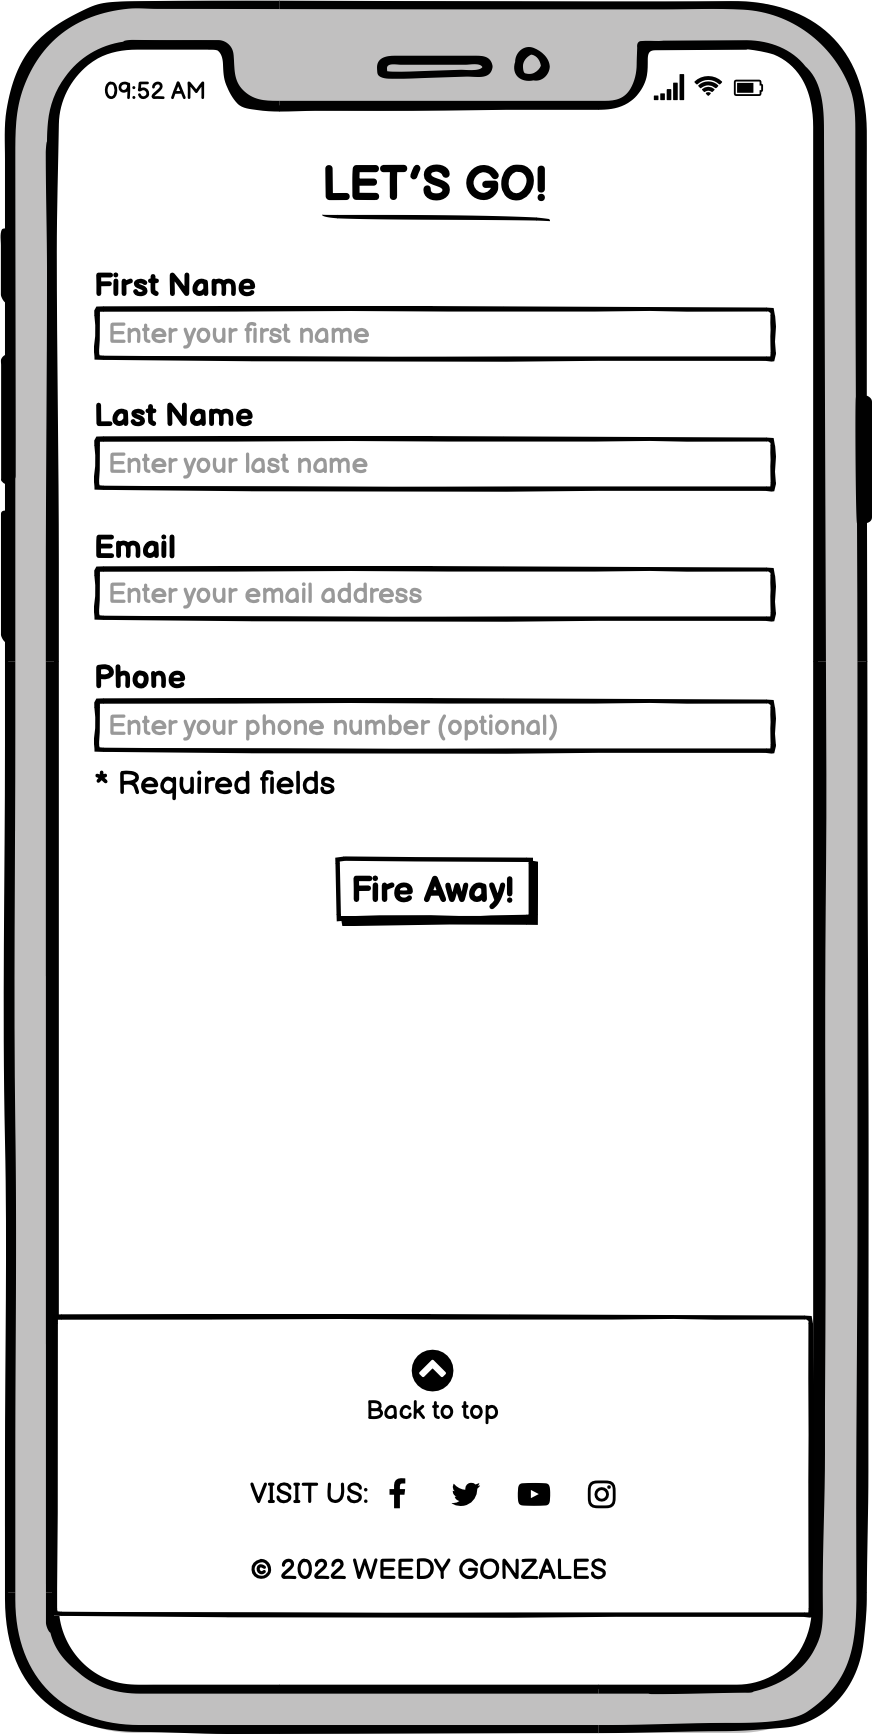 09:52 AM
LET'S GO!
First Name
Enter your first name
Last Name
Enter your last name
Email
Enter your email address
Phone
Enter your phone number (optional)
* Required fields
Fire Away!
Back to top
VISIT US:
© 2022 WEEDY GONZALES